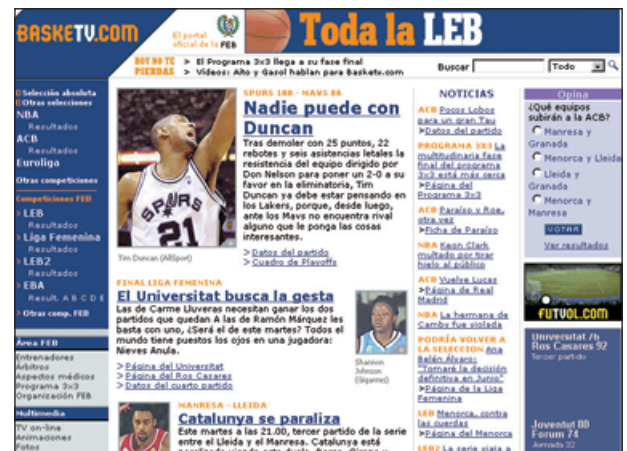 BASKETV.COM
El portal
oficial de la FEB
Toda la LEB
HOY NO TE
PIERDAS
> El Programa 3x3 llega a su fase final
> Vídeos: Aíto y Gasol hablan para Basketv.com
Buscar
Todo
Selección absoluta
Otras selecciones
NBA
Resultados
ACB
Resultados
Euroliga
Otras competiciones
Competiciones FEB
> LEB
> Liga Femenina
> LEB2
> EBA
Result. A B C D E
> Otras comp. FEB
Área FEB
Entrenadores
Árbitros
Aspectos médicos
Programa 3x3
Organización FEB
Multimedia
TV on-line
Animaciones
Fotos
SPURS
21
Tim Duncan (AllSport)
SPURS 100 - MAVS 86
Nadie puede con
Duncan
Tras demoler con 25 puntos, 22
rebotes y seis asistencias letales la
resistencia del equipo dirigido por
Don Nelson para poner un 2-0 a su
favor en la eliminatoria, Tim
Duncan ya debe estar pensando en
los Lakers, porque, desde luego,
ante los Mavs no encuentra rival
alguno que le ponga las cosas
interesantes.
> Datos del partido
> Cuadro de Playoffs
FINAL LIGA FEMENINA
El Universitat busca la gesta
Las de Carme Lluveras necesitan ganar los dos
partidos que quedan A las de Ramón Márquez les
basta con uno, ¿Será el de este martes? Todos el
mundo tiene puestos los ojos en una jugadora:
Nieves Anula.
> Página del Universitat
> Página del Ros Casares
> Datos del cuarto partido
Shannon
Johnson
(Gigantes)
MANRESA - LLEIDA
Catalunya se paraliza
Este martes a las 21.00, tercer partido de la serie
entre el Lleida y el Manresa. Catalunya está
NOTICIAS
ACB Pocos Lobos
para un gran Tau
>Datos del partido
PROGRAMA 3X3 La
multitudinaria fase
final del programa
3x3 está más cerca
>Página del
Programa 3x3
ACB Paraíso y Roe,
otra vez
>Ficha de Paraíso
NBA Keon Clark
multado por tirar
hielo al público
ACB Vuelve Lucas
>Página de Real
Madrid
NBA La hermana de
Camby fue violada
PODRÍA VOLVER A
LA SELECCIÓN Ana
Belén Álvaro:
"Tomaré la decisión
definitiva en Junio"
>Página de la Liga
Femenina
LEB Menorca, contra
las cuerdas
>Página del Menorca
LEB2 La serie viaja a
Opina
¿Qué equipos
subirán a la ACB?
Manresa y
Granada
Menorca y Lleida
Lleida y
Granada
Menorca y
Manresa
VOTAR
Ver resultados
FUTVOL.COM
Universitat 76
Ros Casares 92
Tercer partido
Joventut 80
Forum 74
Jornada 32